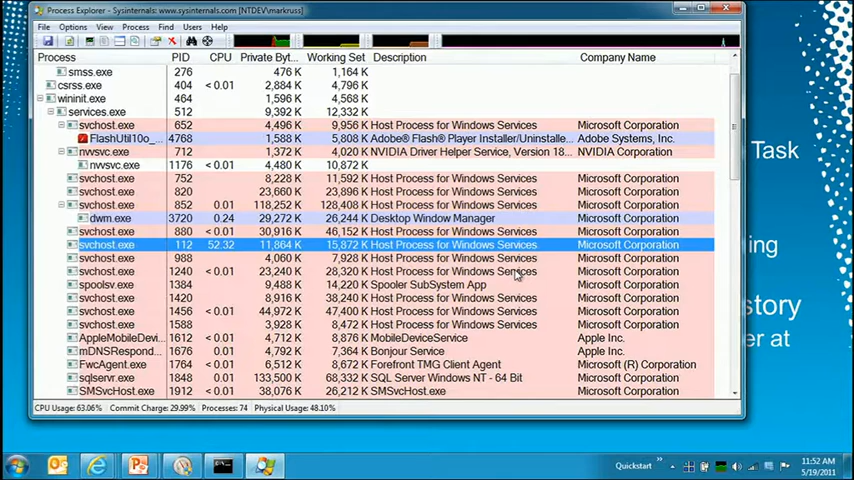 Process Explorer - Sysinternals: www.sysinternals.com [NTDEV\markruss]
File Options View Process Find Users Help
Process PID CPU Private Byt... Working Set Description Company Name
smss.exe 276 476 K 1,164 K
csrss.exe 404 < 0.01 2,884 K 4,796 K
wininit.exe 464 1,596 K 4,568 K
services.exe 512 9,392 K 12,332 K
svchost.exe 652 4,496 K 9,956 K Host Process for Windows Services Microsoft Corporation
FlashUtil10o_... 4768 1,588 K 5,808 K Adobe® Flash® Player Installer/Uninstalle... Adobe Systems, Inc.
nvvsvc.exe 712 1,372 K 4,020 K NVIDIA Driver Helper Service, Version 18... NVIDIA Corporation
nvvsvc.exe 1176 < 0.01 4,480 K 10,872 K
svchost.exe 752 8,228 K 11,592 K Host Process for Windows Services Microsoft Corporation
svchost.exe 820 23,660 K 23,896 K Host Process for Windows Services Microsoft Corporation
svchost.exe 852 0.01 118,252 K 128,408 K Host Process for Windows Services Microsoft Corporation
dwm.exe 3720 0.24 29,272 K 26,244 K Desktop Window Manager Microsoft Corporation
svchost.exe 880 < 0.01 30,916 K 46,152 K Host Process for Windows Services Microsoft Corporation
svchost.exe 112 52.32 11,864 K 15,872 K Host Process for Windows Services Microsoft Corporation
svchost.exe 988 4,060 K 7,928 K Host Process for Windows Services Microsoft Corporation
svchost.exe 1240 < 0.01 23,240 K 28,320 K Host Process for Windows Services Microsoft Corporation
spoolsv.exe 1384 9,488 K 14,220 K Spooler SubSystem App Microsoft Corporation
svchost.exe 1420 8,916 K 38,240 K Host Process for Windows Services Microsoft Corporation
svchost.exe 1456 < 0.01 44,972 K 47,400 K Host Process for Windows Services Microsoft Corporation
svchost.exe 1588 3,928 K 8,472 K Host Process for Windows Services Microsoft Corporation
AppleMobileDevi... 1612 < 0.01 4,712 K 8,876 K MobileDeviceService Apple Inc.
mDNSRespond... 1676 0.01 4,792 K 7,364 K Bonjour Service Apple Inc.
FwcAgent.exe 1764 < 0.01 6,512 K 8,672 K Forefront TMG Client Agent Microsoft (R) Corporation
sqlservr.exe 1848 0.01 133,500 K 68,332 K SQL Server Windows NT - 64 Bit Microsoft Corporation
SMSvcHost.exe 1912 < 0.01 38,076 K 26,212 K SMSvcHost.exe Microsoft Corporation
CPU Usage: 63.06% Commit Charge: 29.99% Processes: 74 Physical Usage: 48.10%
Task
ing
story
er at
Quickstart
11:52 AM
5/19/2011